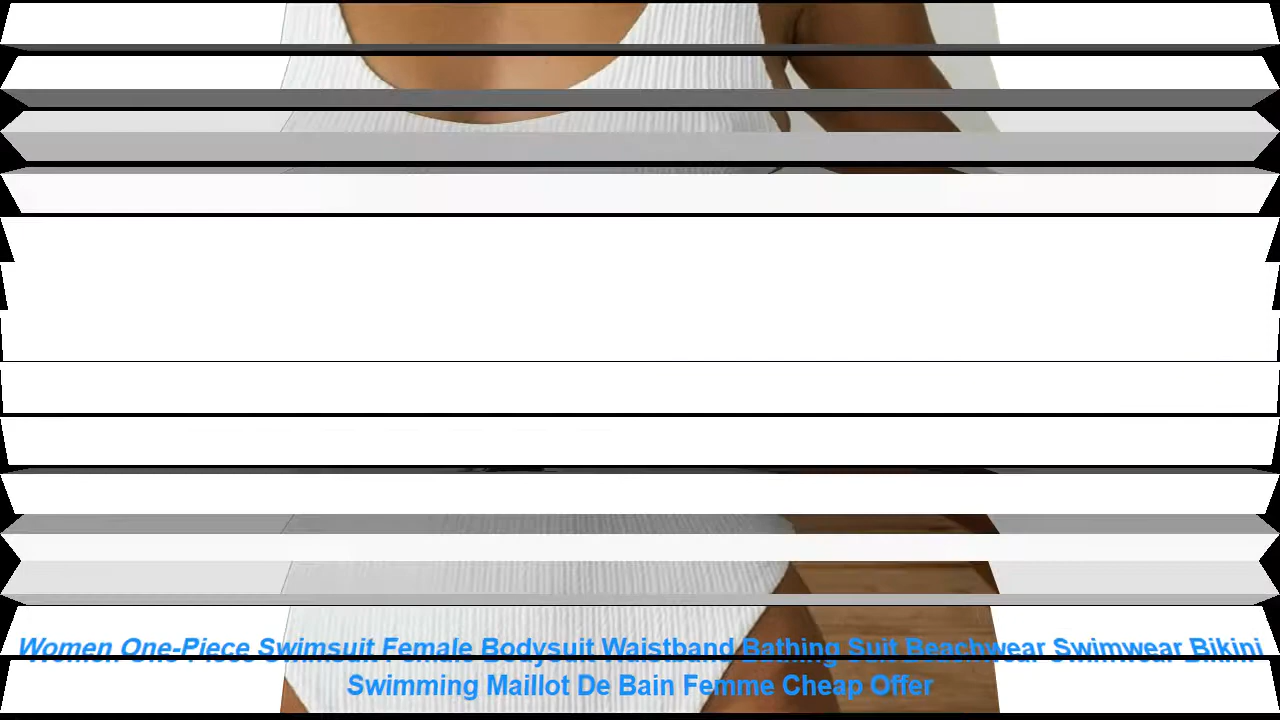 Women One-Piece Swimsuit Female Bodysuit Waistband Bathing Suit Beachwear Swimwear Bikini
Swimming Maillot De Bain Femme Cheap Offer